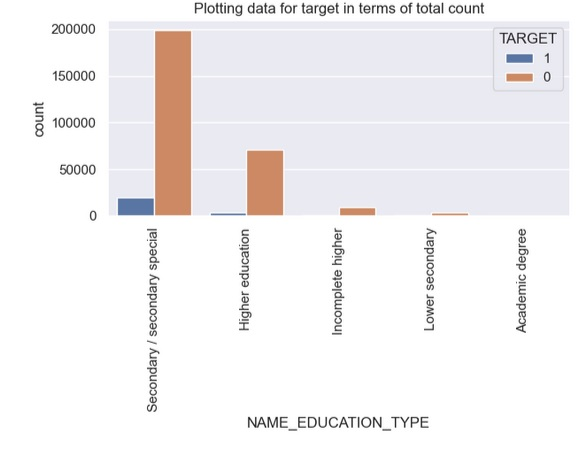 Plotting data for target in terms of total count
200000
150000
100000
50000
0
count
TARGET
1
0
Secondary / secondary special
Higher education
Incomplete higher
Lower secondary
Academic degree
NAME_EDUCATION_TYPE